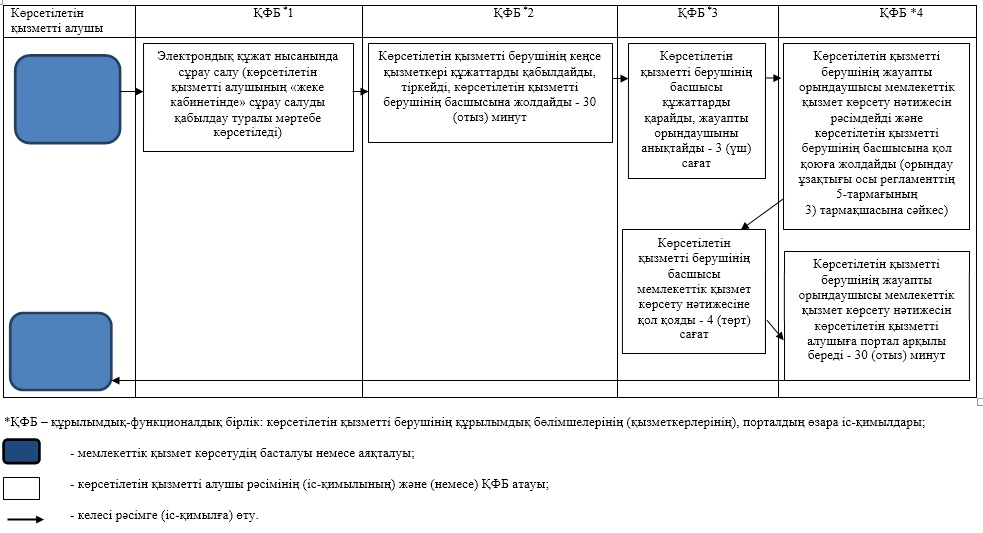 Көрсетілетін
қызметті алушы
ҚФБ *1
ҚФБ *2
ҚФБ *3
ҚФБ *4
Электрондық құжат нысанында
сұрау салу (көрсетілетін
қызметті алушының «жеке
кабинетінде» сұрау салуды
қабылдау туралы мәртебе
көрсетіледі)
Көрсетілетін қызметті берушінің кеңсе
қызметкері құжаттарды қабылдайды,
тіркейді, көрсетілетін қызметті
берушінің басшысына жолдайды - 30
(отыз) минут
Көрсетілетін
қызметті берушінің
басшысы
құжаттарды
қарайды, жауапты
орындаушыны
анықтайды - 3 (үш)
сағат
Көрсетілетін қызметті
берушінің жауапты
орындаушысы мемлекеттік
қызмет көрсету нәтижесін
рәсімдейді және
көрсетілетін қызметті
берушінің басшысына қол
қоюға жолдайды (орындау
ұзақтығы осы регламенттің
5-тармағының
3) тармақшасына сәйкес)
Көрсетілетін
қызметті берушінің
басшысы
мемлекеттік қызмет
көрсету нәтижесіне
қол қояды - 4 (төрт)
сағат
Көрсетілетін қызметті
берушінің жауапты
орындаушысы мемлекеттік
қызмет көрсету нәтижесін
көрсетілетін қызметті
алушыға портал арқылы
береді - 30 (отыз) минут
*ҚФБ – құрылымдық-функционалдық бірлік: көрсетілетін қызметті берушінің құрылымдық бөлімшелерінің (қызметкерлерінің), порталдың өзара іс-қимылдары;
- мемлекеттік қызмет көрсетудің басталуы немесе аяқталуы;
- көрсетілетін қызметті алушы рәсімінің (іс-қимылының) және (немесе) ҚФБ атауы;
- келесі рәсімге (іс-қимылға) өту.